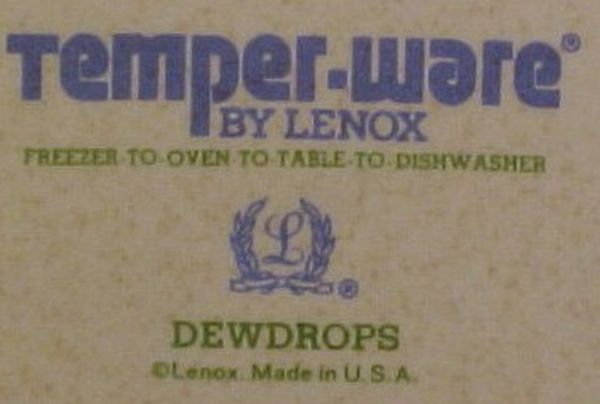 Temper-ware®
BY LENOX
FREEZER-TO-OVEN-TO-TABLE-TO-DISHWASHER
L ®
DEWDROPS
©Lenox. Made in U.S.A.